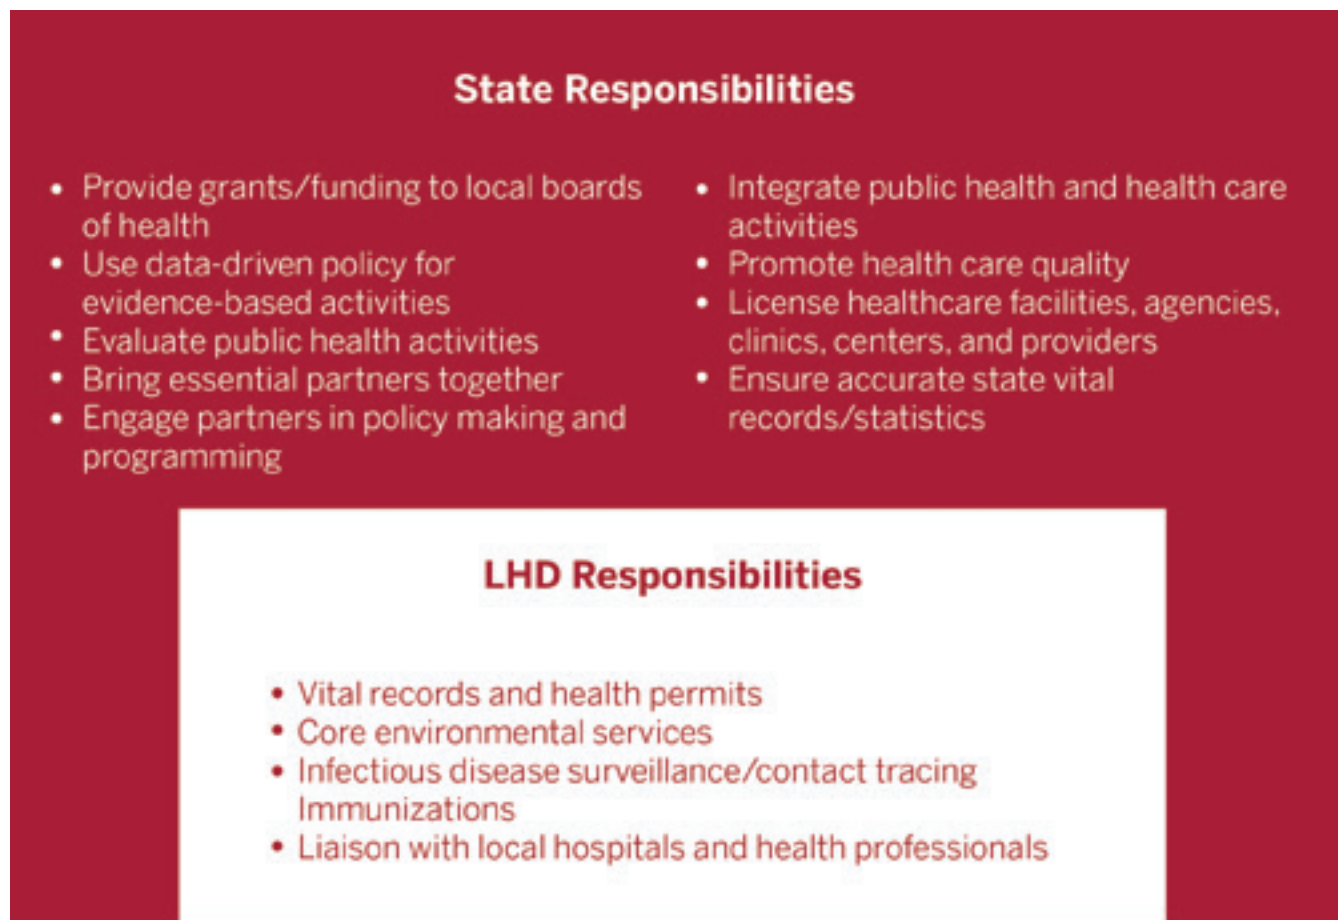 State Responsibilities
• Provide grants/funding to local boards
of health
• Use data-driven policy for
evidence-based activities
• Evaluate public health activities
• Bring essential partners together
• Engage partners in policy making and
programming
• Integrate public health and health care
activities
• Promote health care quality
• License healthcare facilities, agencies,
clinics, centers, and providers
• Ensure accurate state vital
records/statistics
LHD Responsibilities
• Vital records and health permits
• Core environmental services
• Infectious disease surveillance/contact tracing
Immunizations
• Liaison with local hospitals and health professionals